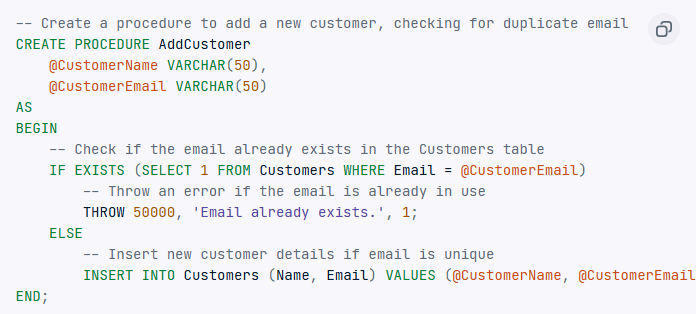 -- Create a procedure to add a new customer, checking for duplicate email
CREATE PROCEDURE AddCustomer
    @CustomerName VARCHAR(50),
    @CustomerEmail VARCHAR(50)
AS
BEGIN
    -- Check if the email already exists in the Customers table
    IF EXISTS (SELECT 1 FROM Customers WHERE Email = @CustomerEmail)
        -- Throw an error if the email is already in use
        THROW 50000, 'Email already exists.', 1;
    ELSE
        -- Insert new customer details if email is unique
        INSERT INTO Customers (Name, Email) VALUES (@CustomerName, @CustomerEmail
END;